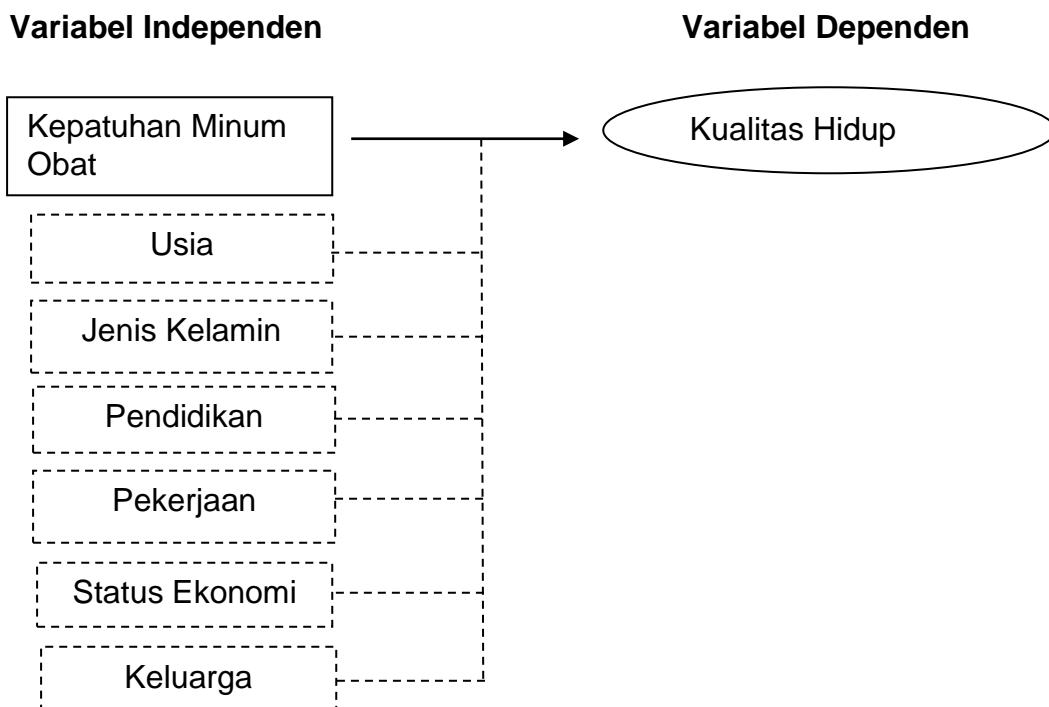 Variabel Independen
Variabel Dependen
Kepatuhan Minum
Obat
Kualitas Hidup
Usia
Jenis Kelamin
Pendidikan
Pekerjaan
Status Ekonomi
Keluarga